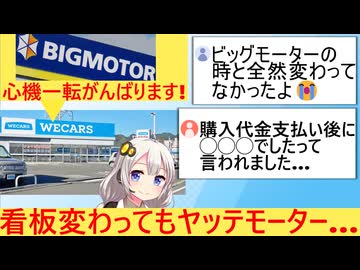 BIGMOTOR
心機一転がんばります!
WECARS
WECARS
ビッグモーターの
時と全然変わって
なかったよ😭
購入代金支払い後に
○○○でしたって
言われました...
看板変わってもヤッテモーター...